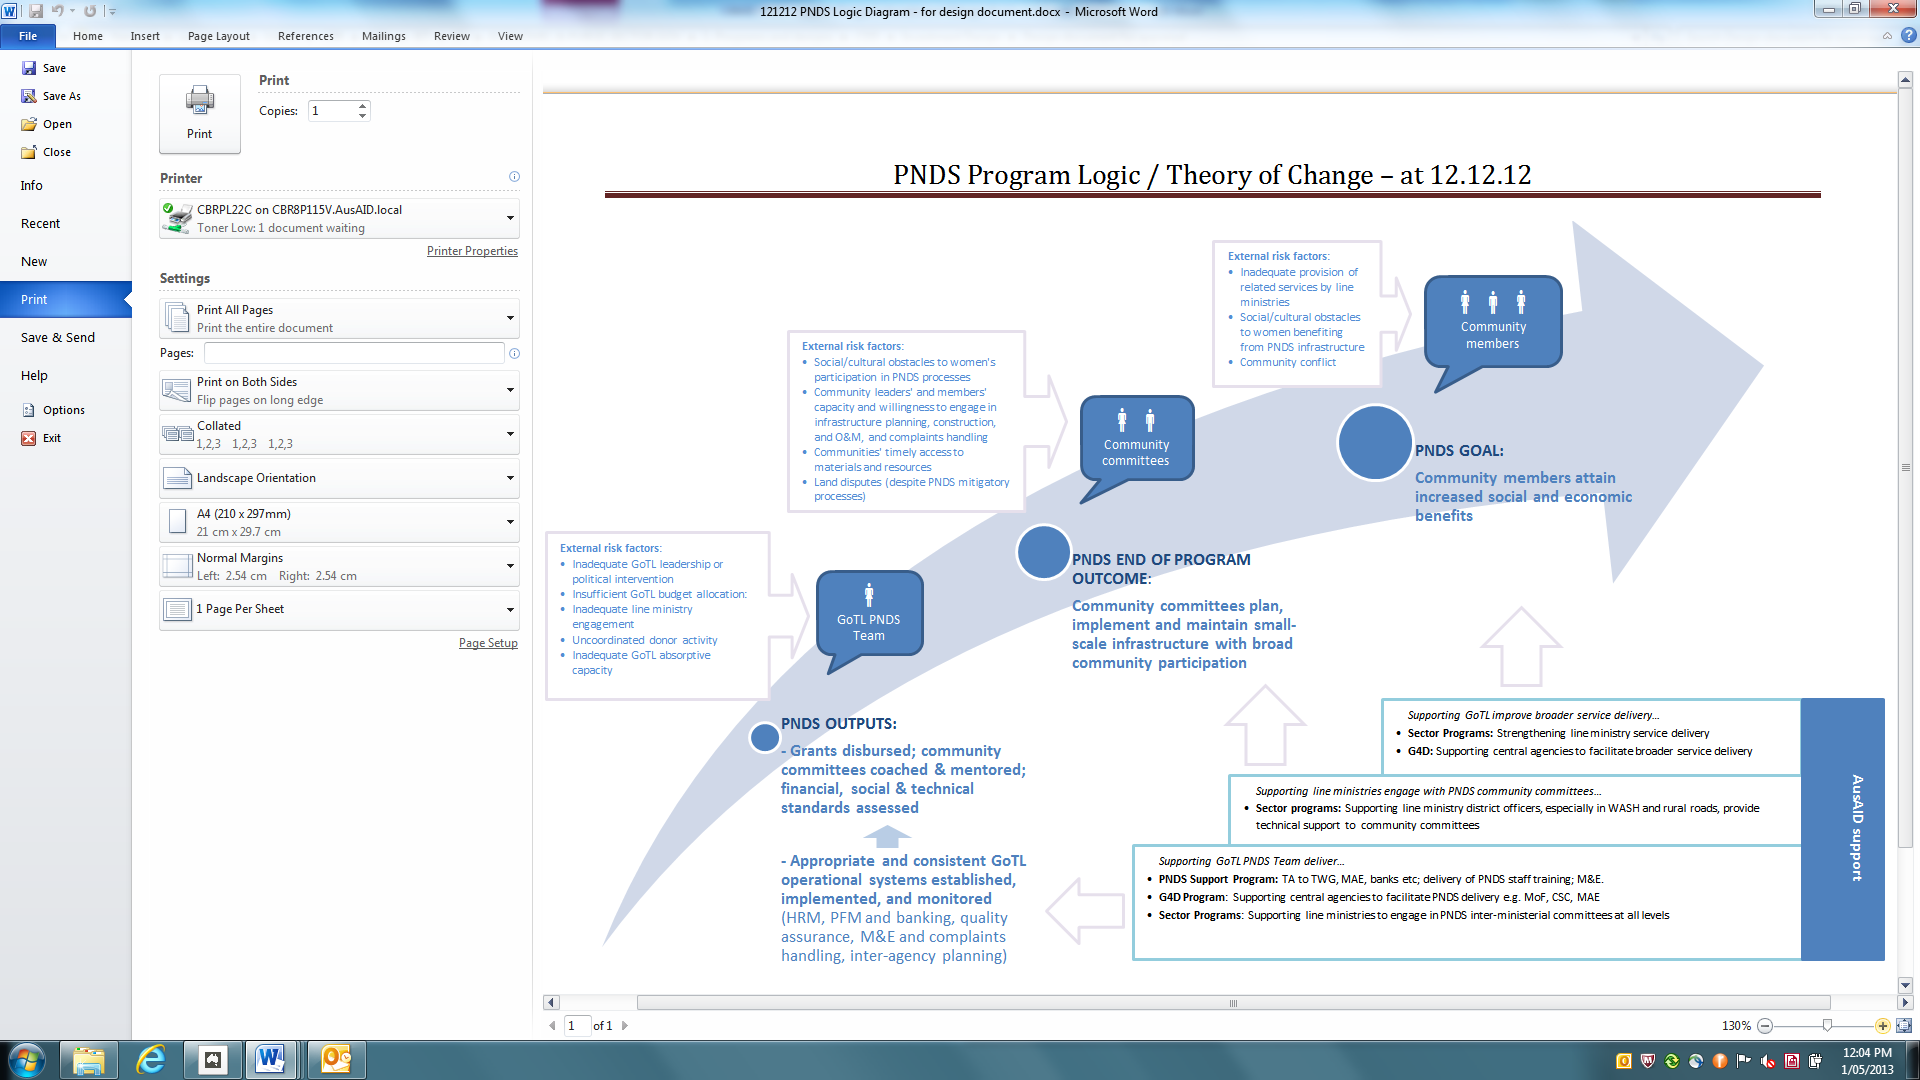 121212 PNDS Logic Diagram - for design document.docx - Microsoft Word
File
Home
Insert
Page Layout
References
Mailings
Review
View
Save
Save As
Open
Close
Info
Recent
New
Print
Save & Send
Help
Options
Exit
Print
Print
Copies: 1
Printer
CBRPL22C on CBR8P115V.AusAID.local
Toner Low: 1 document waiting
Printer Properties
Settings
Print All Pages
Print the entire document
Pages:
Print on Both Sides
Flip pages on long edge
Collated
1,2,3 1,2,3 1,2,3
Landscape Orientation
A4 (210 x 297mm)
21 cm x 29.7 cm
Normal Margins
Left: 2.54 cm Right: 2.54 cm
1 Page Per Sheet
Page Setup
PNDS Program Logic / Theory of Change – at 12.12.12
External risk factors:
• Inadequate provision of
related services by line
ministries
• Social/cultural obstacles
to women benefiting
from PNDS infrastructure
• Community conflict
Community
members
External risk factors:
• Social/cultural obstacles to women's
participation in PNDS processes
• Community leaders' and members'
capacity and willingness to engage in
infrastructure planning, construction,
and O&M, and complaints handling
• Communities' timely access to
materials and resources
• Land disputes (despite PNDS mitigatory
processes)
Community
committees
PNDS GOAL:
Community members attain
increased social and economic
benefits
External risk factors:
• Inadequate GoTL leadership or
political intervention
• Insufficient GoTL budget allocation:
• Inadequate line ministry
engagement
• Uncoordinated donor activity
• Inadequate GoTL absorptive
capacity
GoTL PNDS
Team
PNDS END OF PROGRAM
OUTCOME:
Community committees plan,
implement and maintain small-
scale infrastructure with broad
community participation
PNDS OUTPUTS:
- Grants disbursed; community
committees coached & mentored;
financial, social & technical
standards assessed
- Appropriate and consistent GoTL
operational systems established,
implemented, and monitored
(HRM, PFM and banking, quality
assurance, M&E and complaints
handling, inter-agency planning)
Supporting GoTL improve broader service delivery...
• Sector Programs: Strengthening line ministry service delivery
• G4D: Supporting central agencies to facilitate broader service delivery
Supporting line ministries engage with PNDS community committees...
• Sector programs: Supporting line ministry district officers, especially in WASH and rural roads, provide
technical support to community committees
Supporting GoTL PNDS Team deliver...
• PNDS Support Program: TA to TWG, MAE, banks etc; delivery of PNDS staff training; M&E.
• G4D Program: Supporting central agencies to facilitate PNDS delivery e.g. MoF, CSC, MAE
• Sector Programs: Supporting line ministries to engage in PNDS inter-ministerial committees at all levels
AusAID support
1 of 1
130%
12:04 PM
1/05/2013